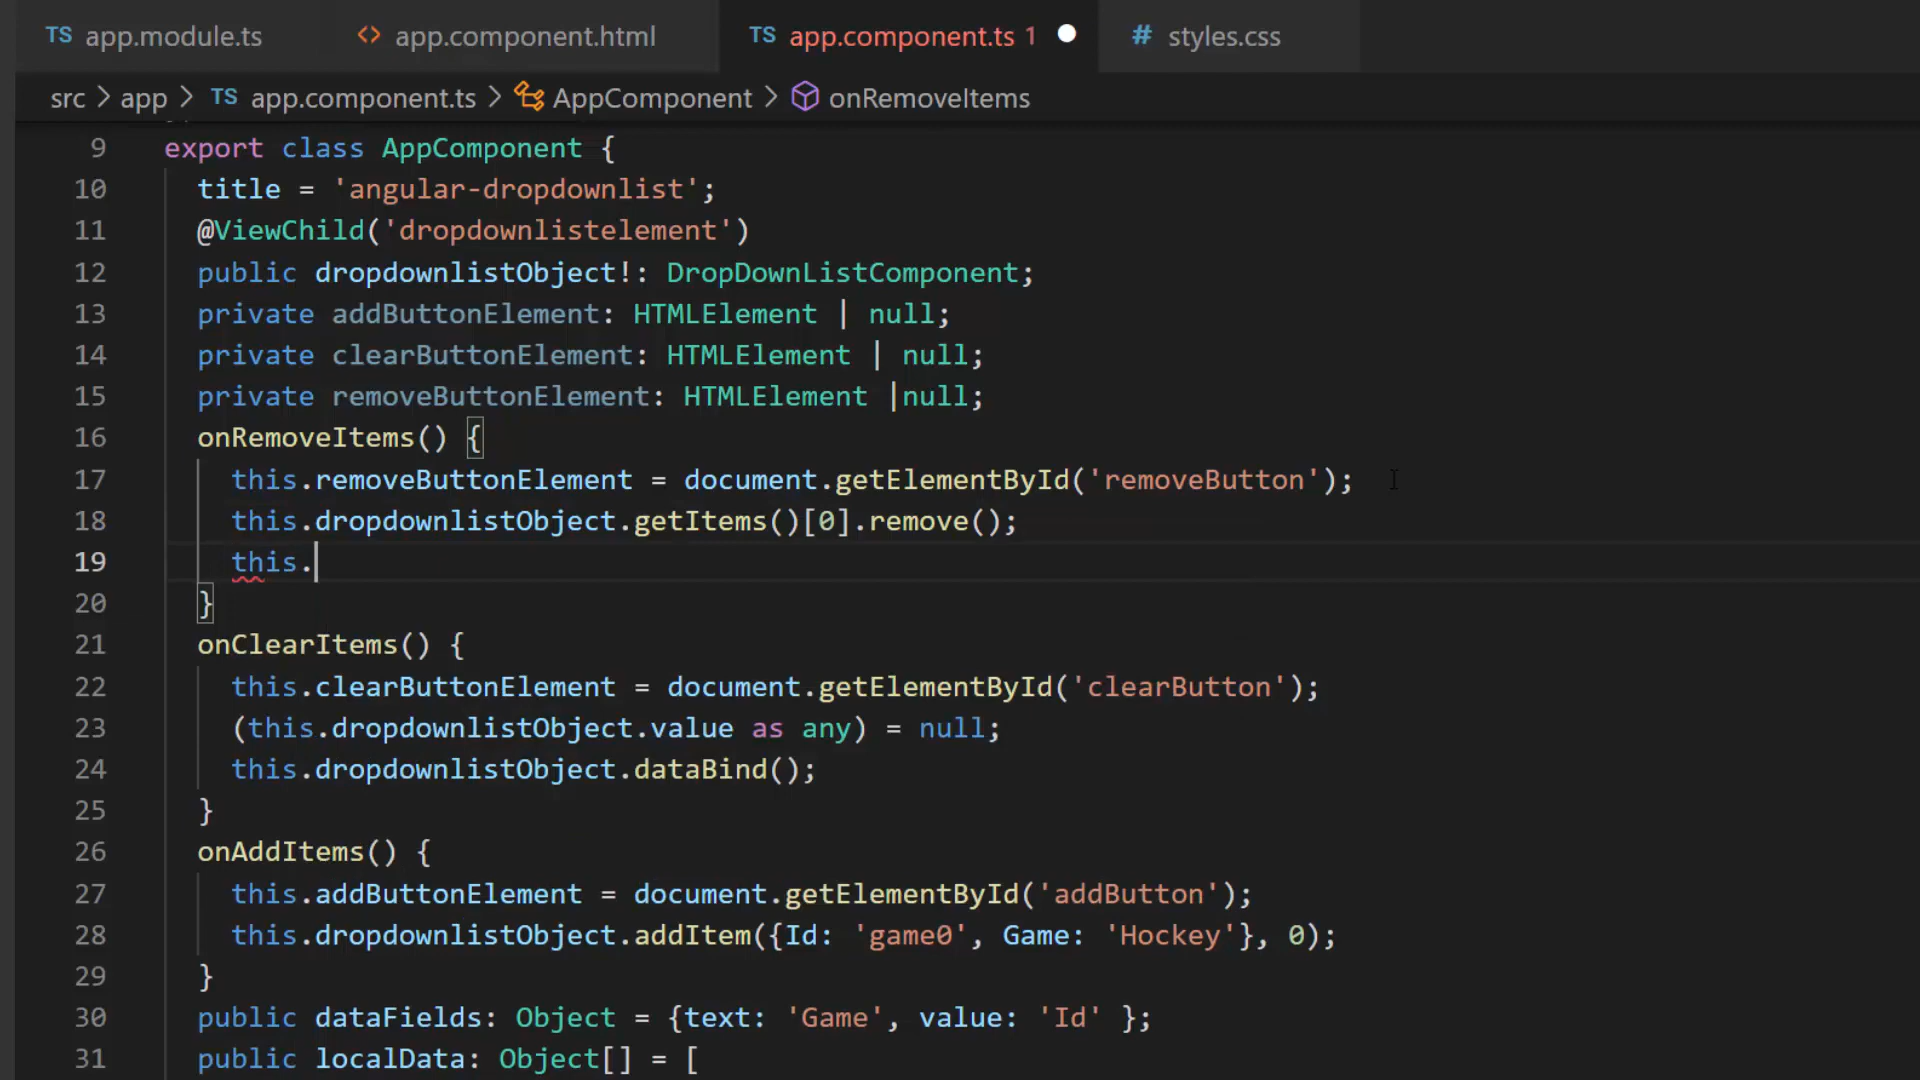 TS app.module.ts <> app.component.html TS app.component.ts 1 # styles.css
src > app > TS app.component.ts > AppComponent > onRemoveItems
9 export class AppComponent {
10 title = 'angular-dropdownlist';
11 @ViewChild('dropdownlistelement')
12 public dropdownlistObject!: DropDownListComponent;
13 private addButtonElement: HTMLElement | null;
14 private clearButtonElement: HTMLElement | null;
15 private removeButtonElement: HTMLElement |null;
16 onRemoveItems() {
17 this.removeButtonElement = document.getElementById('removeButton');
18 this.dropdownlistObject.getItems()[0].remove();
19 this.
20 }
21 onClearItems() {
22 this.clearButtonElement = document.getElementById('clearButton');
23 (this.dropdownlistObject.value as any) = null;
24 this.dropdownlistObject.dataBind();
25 }
26 onAddItems() {
27 this.addButtonElement = document.getElementById('addButton');
28 this.dropdownlistObject.addItem({Id: 'game0', Game: 'Hockey'}, 0);
29 }
30 public dataFields: Object = {text: 'Game', value: 'Id' };
31 public localData: Object[] = [